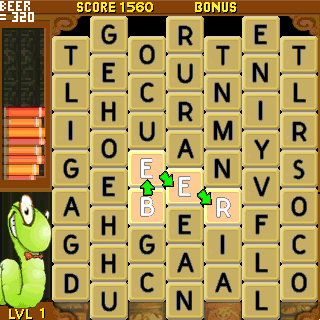 BEER
= 320
SCORE 1560
BONUS
G R E
T O T T
E U N
L C N L
H R I
I U M R
O A Y
G E N S
E E V
A B R O
H E F
G G I C
H A L
D C A O
U N L
LVL 1